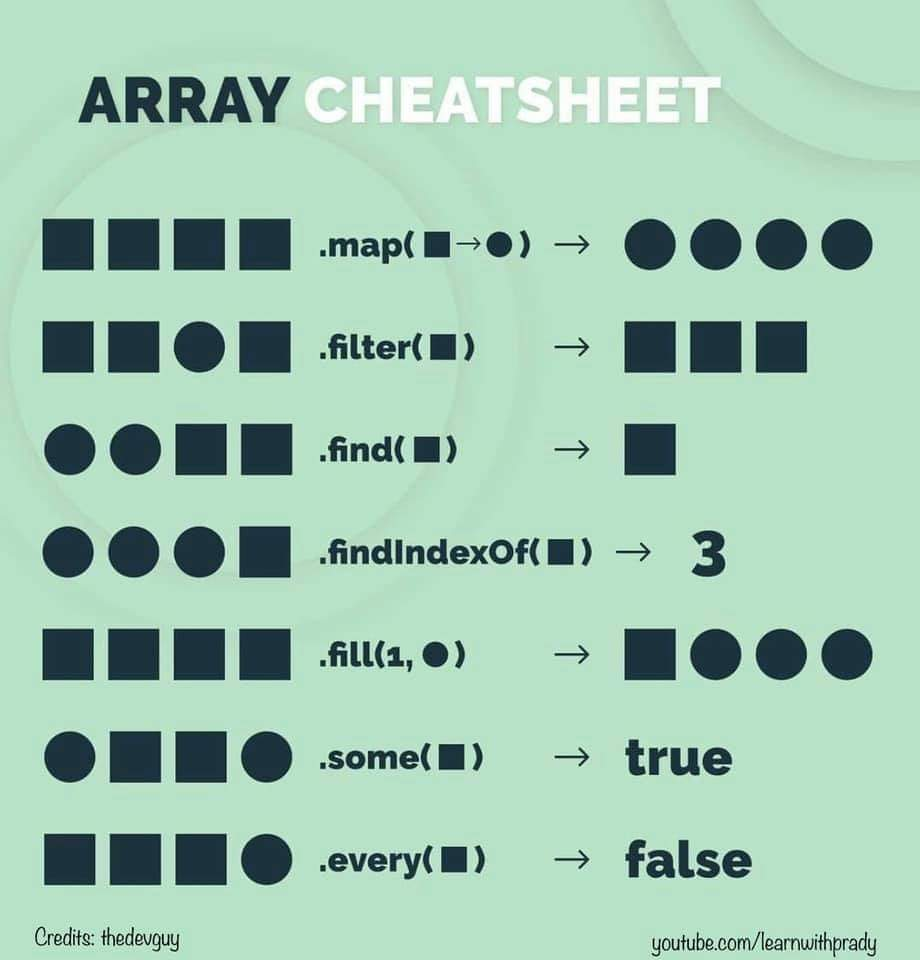 ARRAY CHEATSHEET
.map( ■→● ) →
.filter( ■ ) →
.find( ■ ) →
.findIndexOf( ■ ) → 3
.fill(1, ● ) →
.some( ■ ) → true
.every( ■ ) → false
Credits: thedevguy
youtube.com/learnwithprady